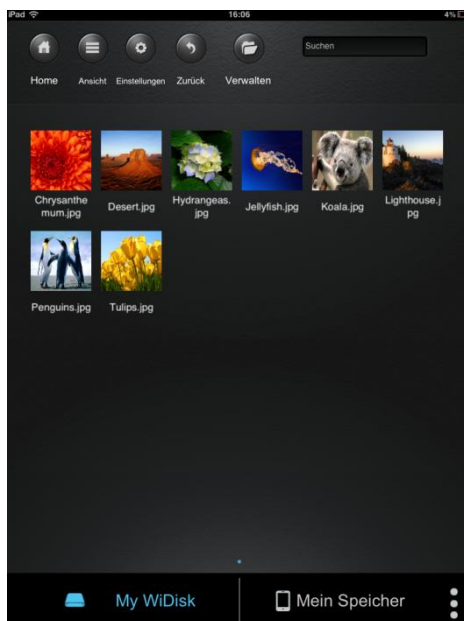 iPad 16:06 4%
Suchen
Home Ansicht Einstellungen Zurück Verwalten
Chrysanthe
mum.jpg
Desert.jpg
Hydrangeas.
jpg
Jellyfish.jpg
Koala.jpg
Lighthouse.j
pg
Penguins.jpg
Tulips.jpg
My WiDisk
Mein Speicher